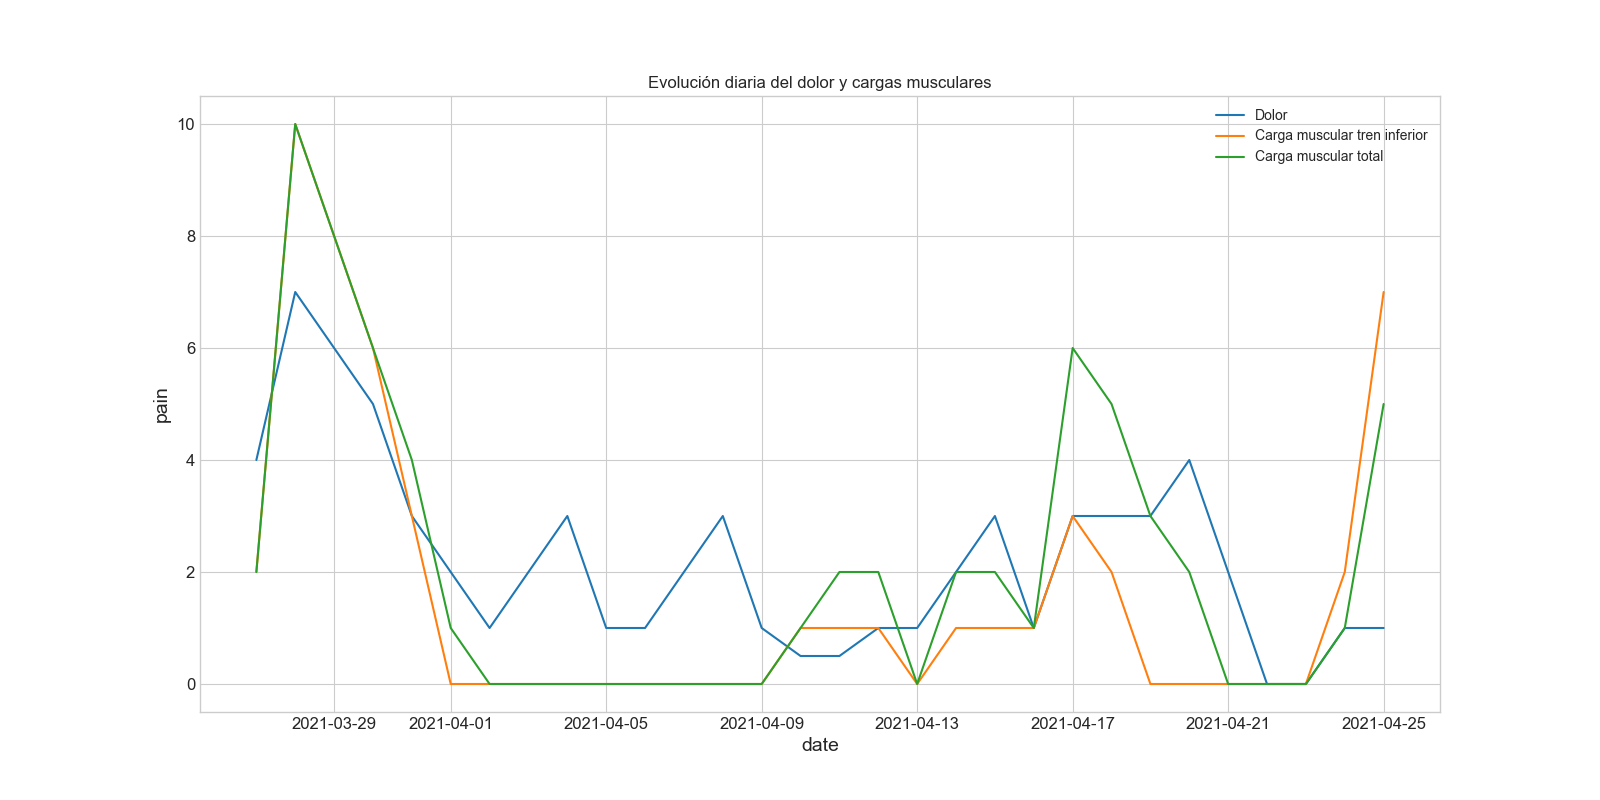 Evolución diaria del dolor y cargas musculares
Dolor
Carga muscular tren inferior
Carga muscular total
pain
10
8
6
4
2
0
2021-03-29 2021-04-01 2021-04-05 2021-04-09 2021-04-13 2021-04-17 2021-04-21 2021-04-25
date